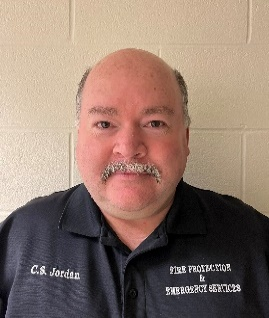 C.S. Jordan
FIRE PROTECTION
&
EMERGENCY SERVICES